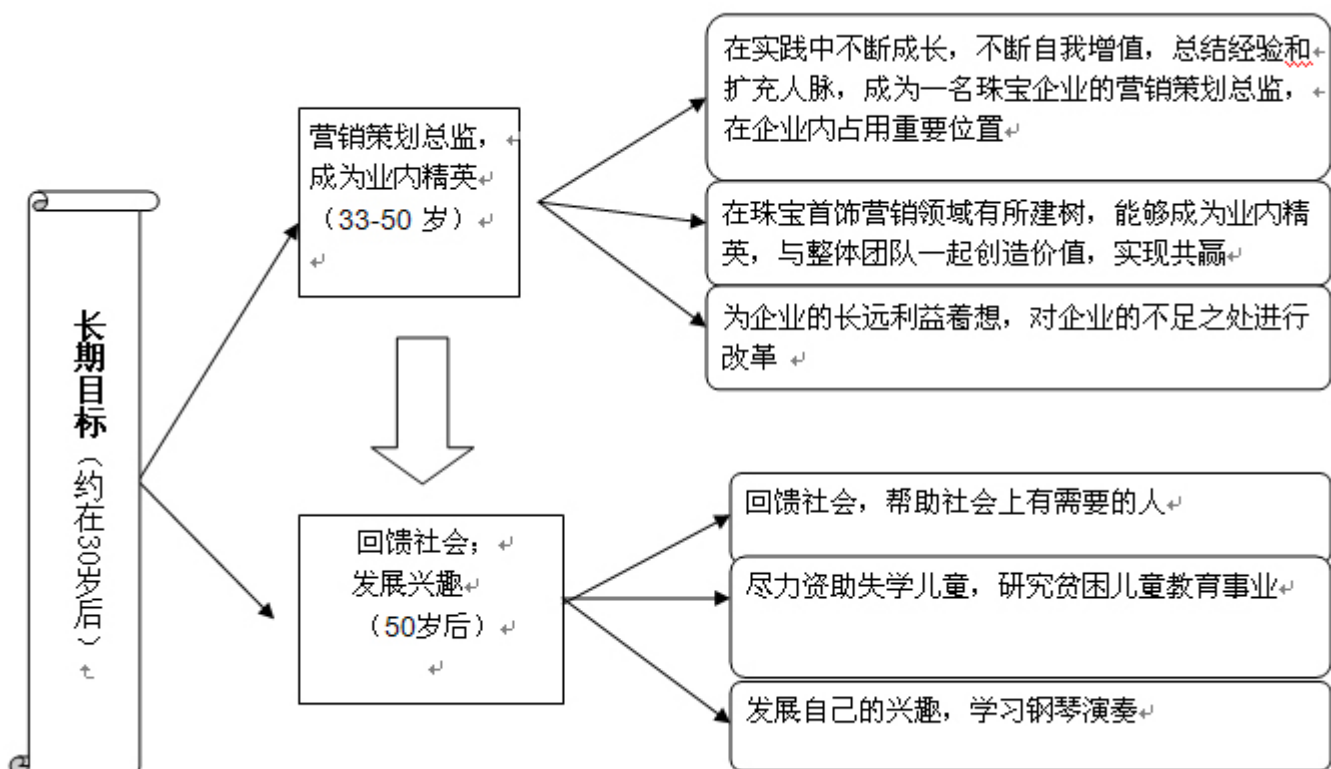 长期目标（约在30岁后）
营销策划总监，
成为业内精英
（33-50 岁）
在实践中不断成长，不断自我增值，总结经验和
扩充人脉，成为一名珠宝企业的营销策划总监，
在企业内占用重要位置
在珠宝首饰营销领域有所建树，能够成为业内精
英，与整体团队一起创造价值，实现共赢
为企业的长远利益着想，对企业的不足之处进行
改革
回馈社会；
发展兴趣
（50岁后）
回馈社会，帮助社会上有需要的人
尽力资助失学儿童，研究贫困儿童教育事业
发展自己的兴趣，学习钢琴演奏